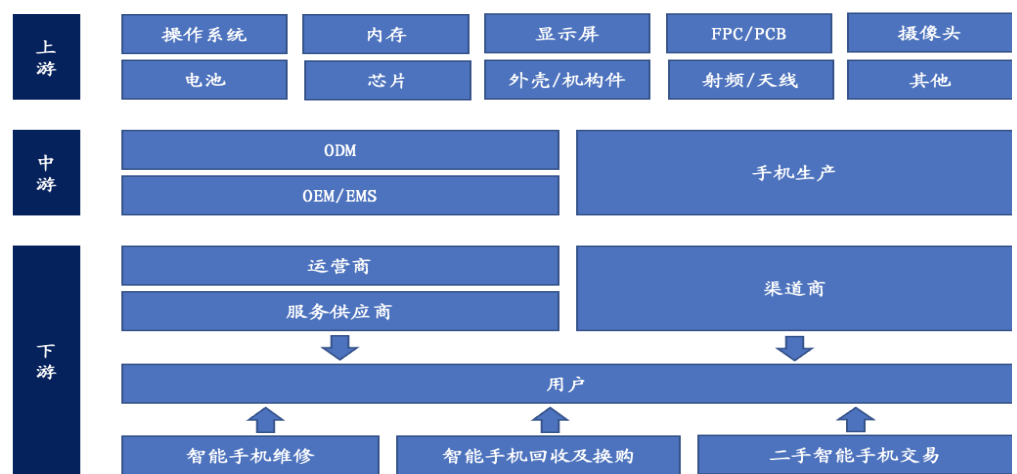 上游
操作系统
内存
显示屏
FPC/PCB
摄像头
电池
芯片
外壳/机构件
射频/天线
其他
中游
ODM
OEM/EMS
手机生产
下游
运营商
服务供应商
渠道商
用户
智能手机维修
智能手机回收及换购
二手智能手机交易